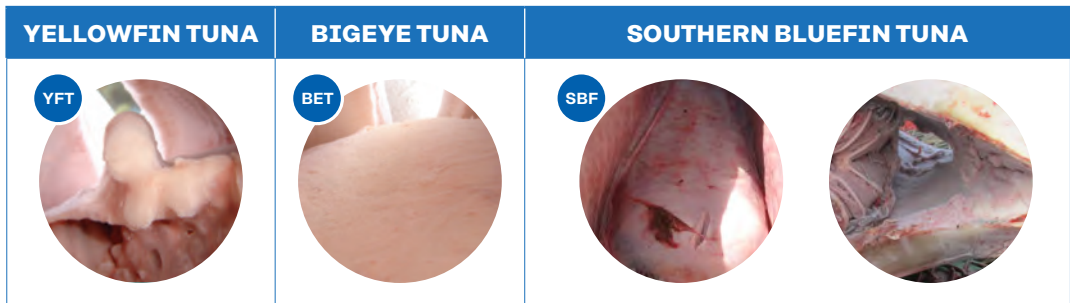 YELLOWFIN TUNA
BIGEYE TUNA
SOUTHERN BLUEFIN TUNA
YFT
BET
SBF